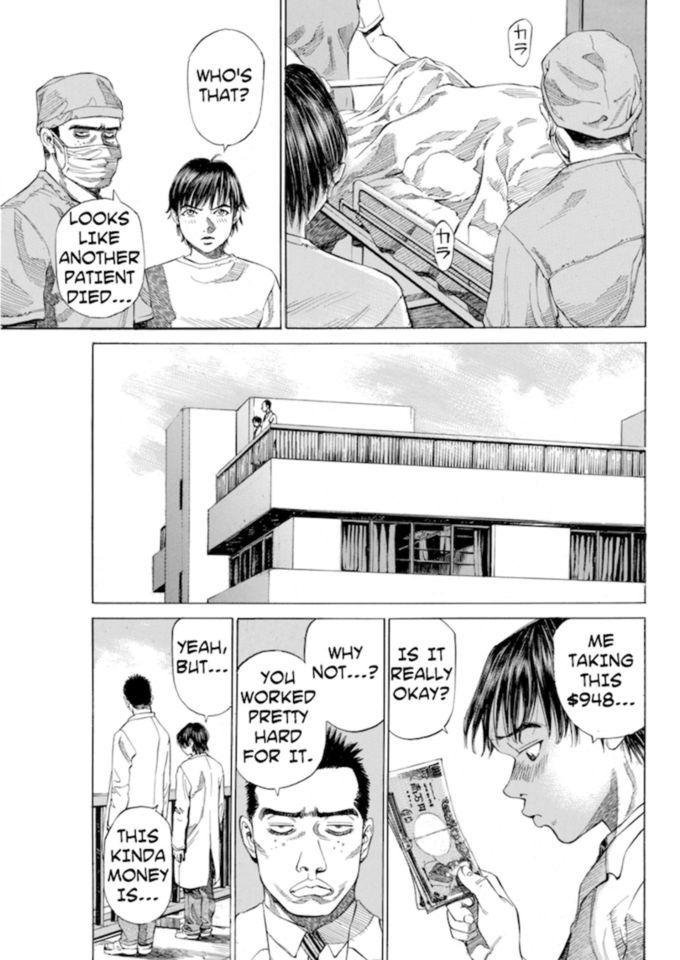 カラ
カラ
WHO'S
THAT?
LOOKS
LIKE
ANOTHER
PATIENT
DIED...
ME
TAKING
THIS
$948...
IS IT
REALLY
OKAY?
WHY
NOT...?
YOU
WORKED
PRETTY
HARD
FOR IT.
YEAH,
BUT...
THIS
KINDA
MONEY
IS...